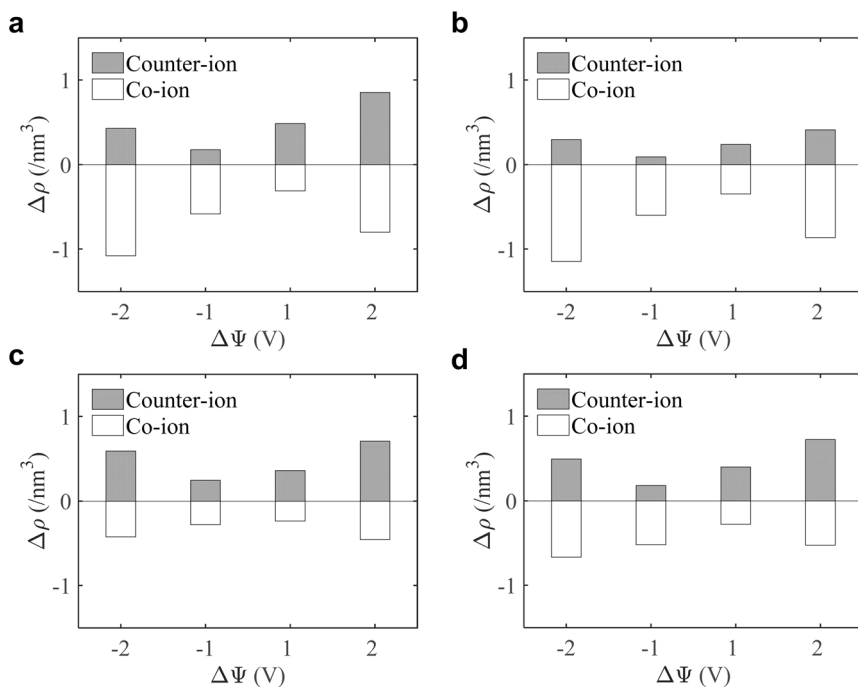 a
Counter-ion
Co-ion
1
0
-1
Δρ (/nm³)
-2 -1 1 2
ΔΨ (V)
b
Counter-ion
Co-ion
1
0
-1
Δρ (/nm³)
-2 -1 1 2
ΔΨ (V)
c
Counter-ion
Co-ion
1
0
-1
Δρ (/nm³)
-2 -1 1 2
ΔΨ (V)
d
Counter-ion
Co-ion
1
0
-1
Δρ (/nm³)
-2 -1 1 2
ΔΨ (V)